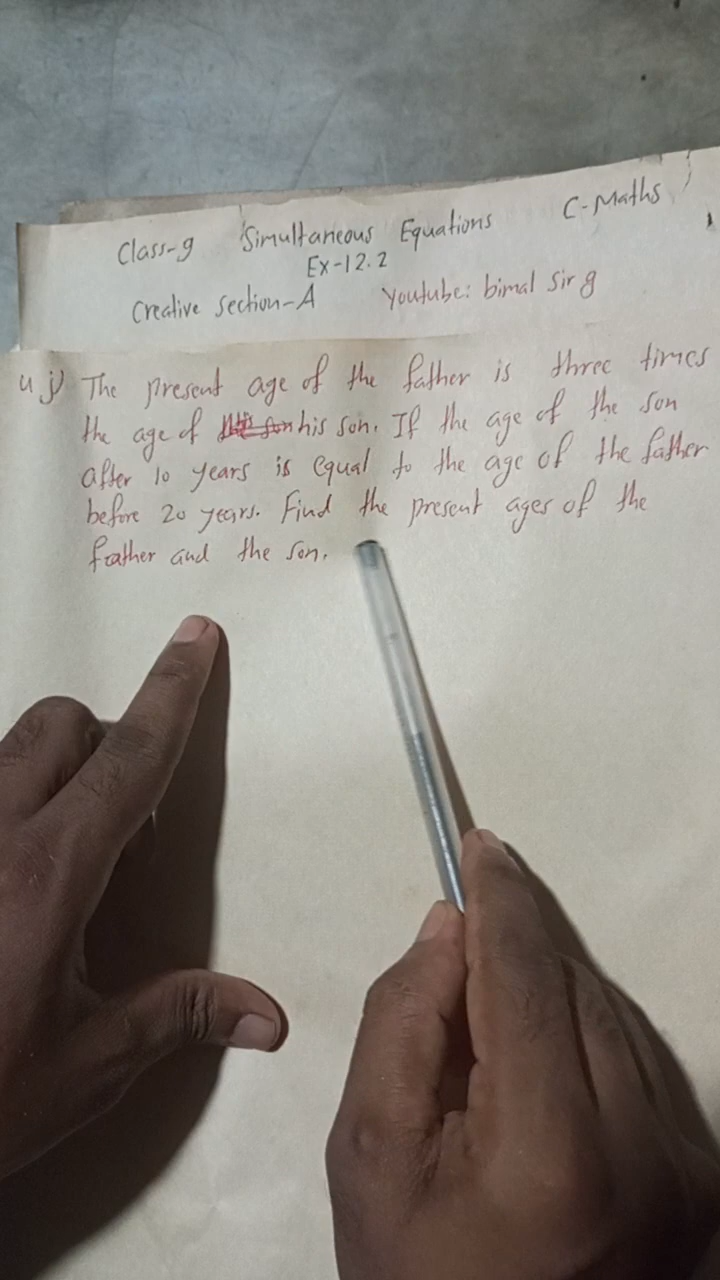 Class-9 Simultaneous Equations C-Maths
Ex-12.2
Creative Section-A Youtube: bimal Sir g
4 j) The present age of the father is three times
the age of his son. If the age of the son
after 10 years is equal to the age of the father
before 20 years. Find the present ages of the
father and the son.